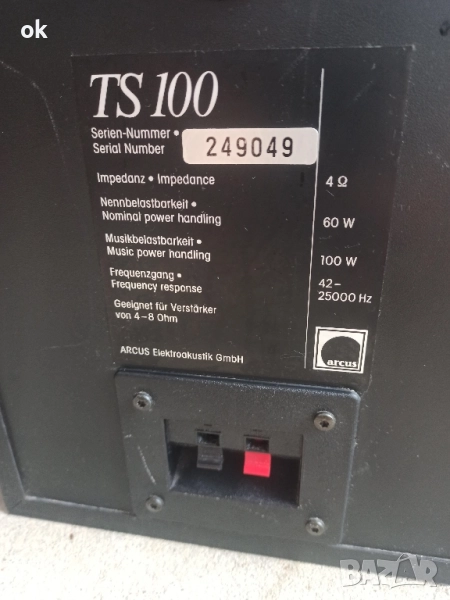 ok
TS 100
Serien-Nummer •
Serial Number
249049
Impedanz • Impedance
4 Ω
Nennbelastbarkeit •
Nominal power handling
60 W
Musikbelastbarkeit •
Music power handling
100 W
Frequenzgang •
Frequency response
42–
25000 Hz
Geeignet für Verstärker
von 4–8 Ohm
ARCUS Elektroakustik GmbH
arcus
BAZAR.BG